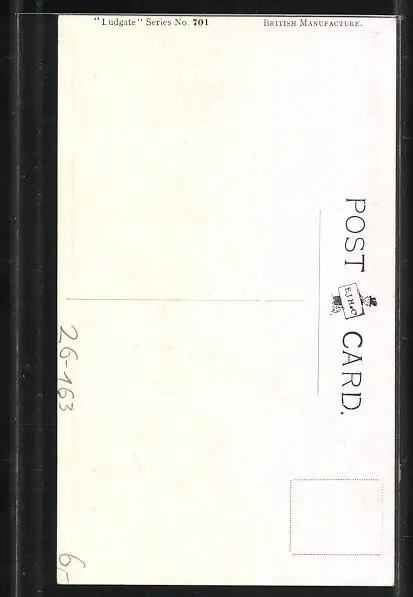 "Ludgate" Series No. 701 BRITISH MANUFACTURE.
POST CARD.
E J H & C
26-163
6,-